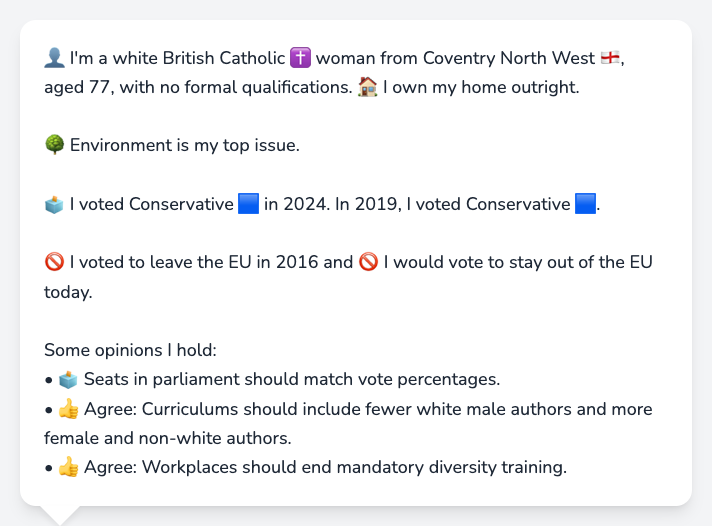 👤 I'm a white British Catholic ✝️ woman from Coventry North West 🏴󠁧󠁢󠁥󠁮󠁧󠁿,
aged 77, with no formal qualifications. 🏠 I own my home outright.
🌳 Environment is my top issue.
🗳️ I voted Conservative 🟦 in 2024. In 2019, I voted Conservative 🟦.
🚫 I voted to leave the EU in 2016 and 🚫 I would vote to stay out of the EU
today.
Some opinions I hold:
• 🗳️ Seats in parliament should match vote percentages.
• 👍 Agree: Curriculums should include fewer white male authors and more
female and non-white authors.
• 👍 Agree: Workplaces should end mandatory diversity training.